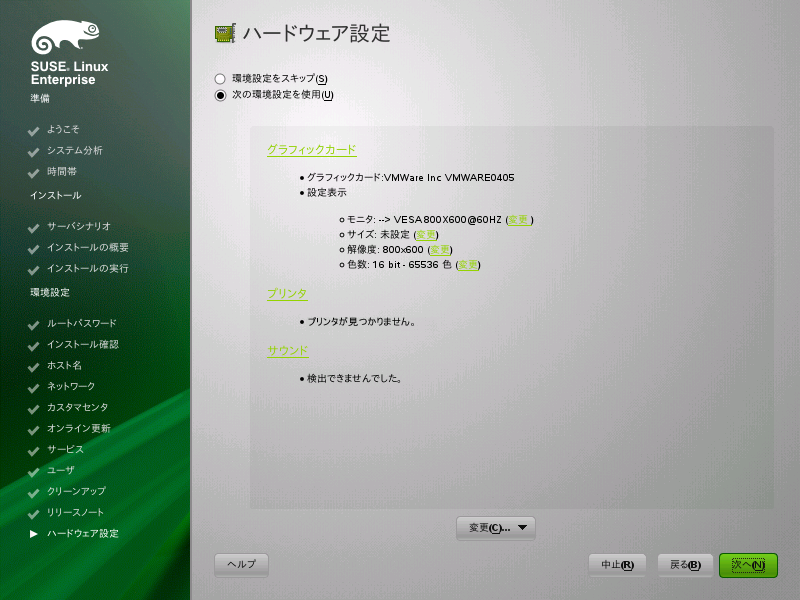 SUSE® Linux
Enterprise
準備
ようこそ
システム分析
時間帯
インストール
サーバシナリオ
インストールの概要
インストールの実行
環境設定
ルートパスワード
インストール確認
ホスト名
ネットワーク
カスタマセンタ
オンライン更新
サービス
ユーザ
クリーンアップ
リリースノート
ハードウェア設定
ハードウェア設定
環境設定をスキップ(S)
次の環境設定を使用(U)
グラフィックカード
• グラフィックカード:VMWare Inc VMWARE0405
• 設定表示
モニタ: --> VESA 800X600@60HZ (変更 )
サイズ: 未設定 (変更)
解像度: 800x600 (変更)
色数: 16 bit - 65536 色 (変更)
プリンタ
• プリンタが見つかりません。
サウンド
• 検出できませんでした。
変更(C)...
ヘルプ
中止(R)
戻る(B)
次へ(N)